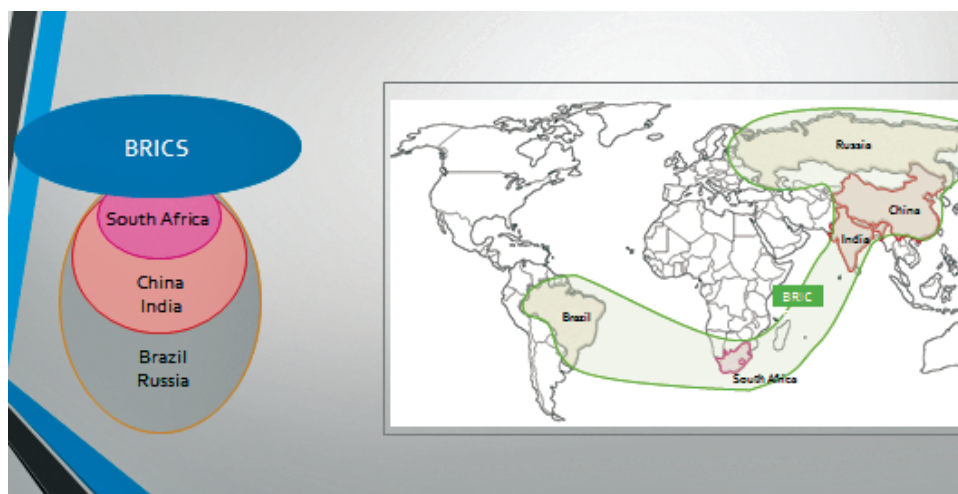 BRICS
South Africa
China
India
Brazil
Russia
Russia
China
India
BRIC
Brazil
South Africa